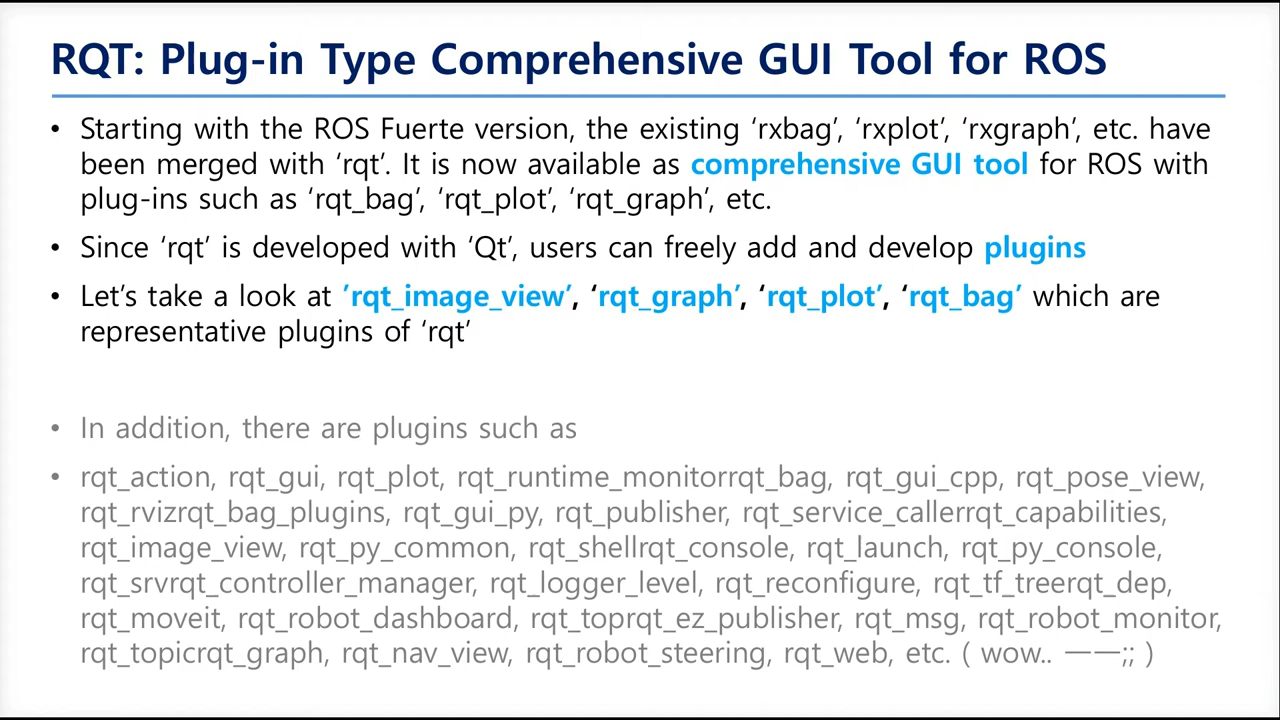 RQT: Plug-in Type Comprehensive GUI Tool for ROS
• Starting with the ROS Fuerte version, the existing ‘rxbag’, ‘rxplot’, ‘rxgraph’, etc. have
been merged with ‘rqt’. It is now available as comprehensive GUI tool for ROS with
plug-ins such as ‘rqt_bag’, ‘rqt_plot’, ‘rqt_graph’, etc.
• Since ‘rqt’ is developed with ‘Qt’, users can freely add and develop plugins
• Let’s take a look at ’rqt_image_view’, ‘rqt_graph’, ‘rqt_plot’, ‘rqt_bag’ which are
representative plugins of ‘rqt’
• In addition, there are plugins such as
• rqt_action, rqt_gui, rqt_plot, rqt_runtime_monitorrqt_bag, rqt_gui_cpp, rqt_pose_view,
rqt_rvizrqt_bag_plugins, rqt_gui_py, rqt_publisher, rqt_service_callerrqt_capabilities,
rqt_image_view, rqt_py_common, rqt_shellrqt_console, rqt_launch, rqt_py_console,
rqt_srvrqt_controller_manager, rqt_logger_level, rqt_reconfigure, rqt_tf_treerqt_dep,
rqt_moveit, rqt_robot_dashboard, rqt_toprqt_ez_publisher, rqt_msg, rqt_robot_monitor,
rqt_topicrqt_graph, rqt_nav_view, rqt_robot_steering, rqt_web, etc. ( wow.. ㅡㅡ;; )